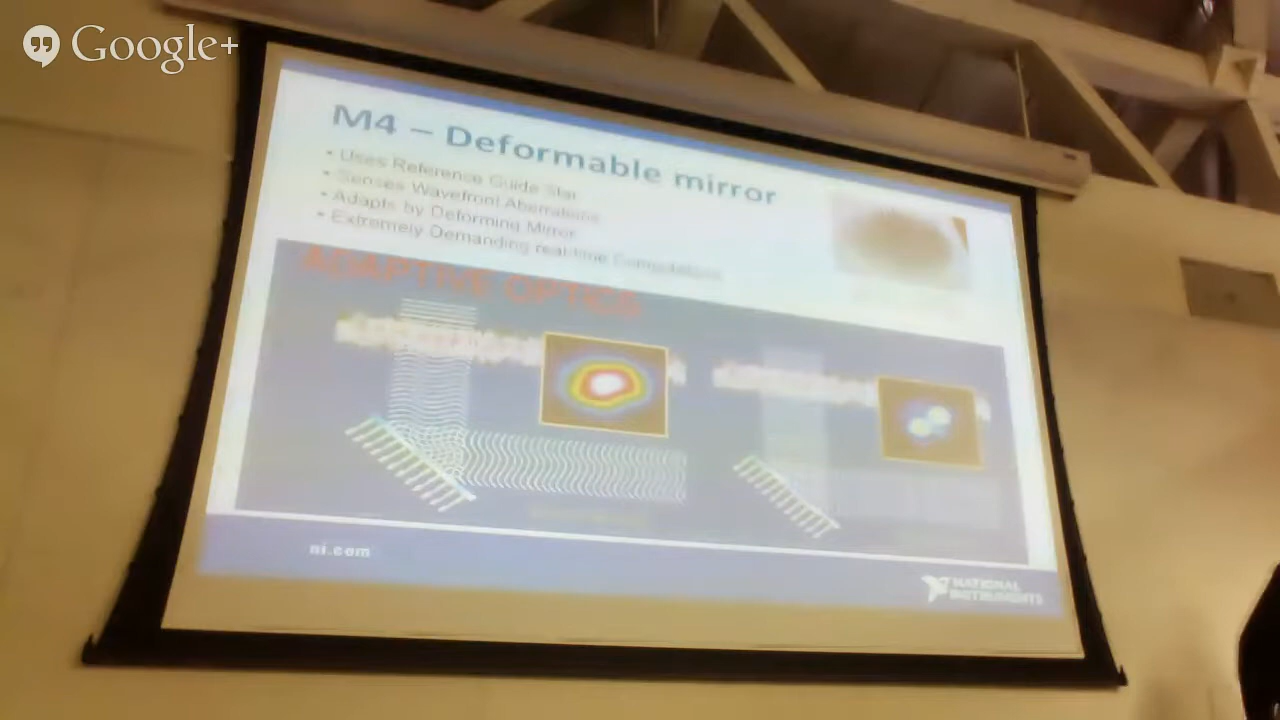 Google+
M4 – Deformable mirror
• Uses Reference Guide Star
• Senses Wavefront Aberrations
• Adapts by Deforming Mirror
• Extremely Demanding real-time Computations
ADAPTIVE OPTICS
ni.com
NATIONAL
INSTRUMENTS